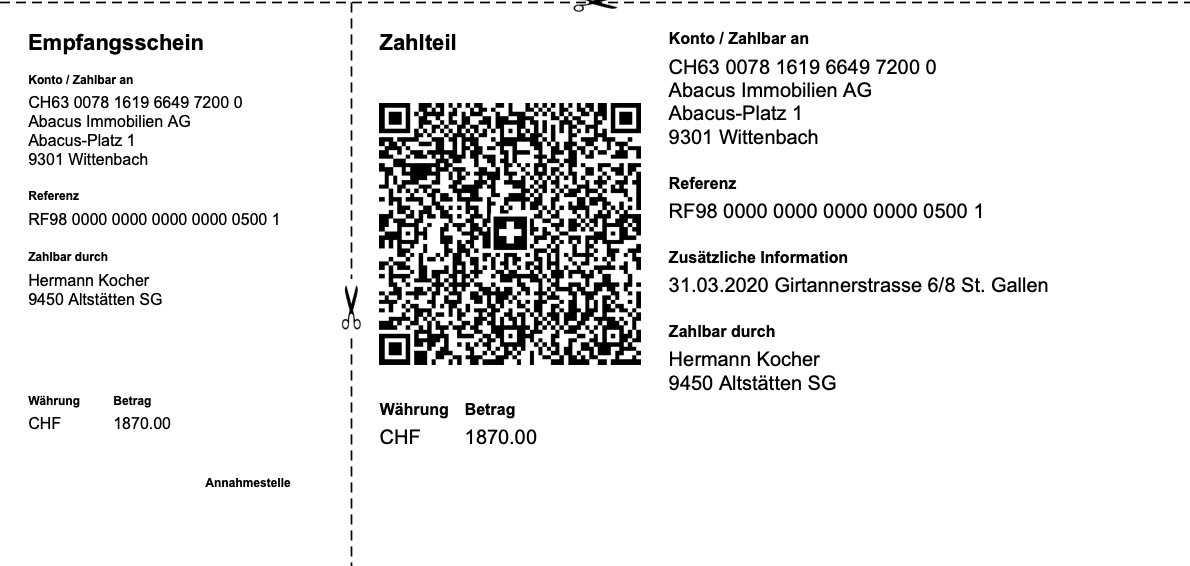 Empfangsschein
Konto / Zahlbar an
CH63 0078 1619 6649 7200 0
Abacus Immobilien AG
Abacus-Platz 1
9301 Wittenbach
Referenz
RF98 0000 0000 0000 0000 0500 1
Zahlbar durch
Hermann Kocher
9450 Altstätten SG
Währung Betrag
CHF 1870.00
Annahmestelle
Zahlteil
Währung Betrag
CHF 1870.00
Konto / Zahlbar an
CH63 0078 1619 6649 7200 0
Abacus Immobilien AG
Abacus-Platz 1
9301 Wittenbach
Referenz
RF98 0000 0000 0000 0000 0500 1
Zusätzliche Information
31.03.2020 Girtannerstrasse 6/8 St. Gallen
Zahlbar durch
Hermann Kocher
9450 Altstätten SG